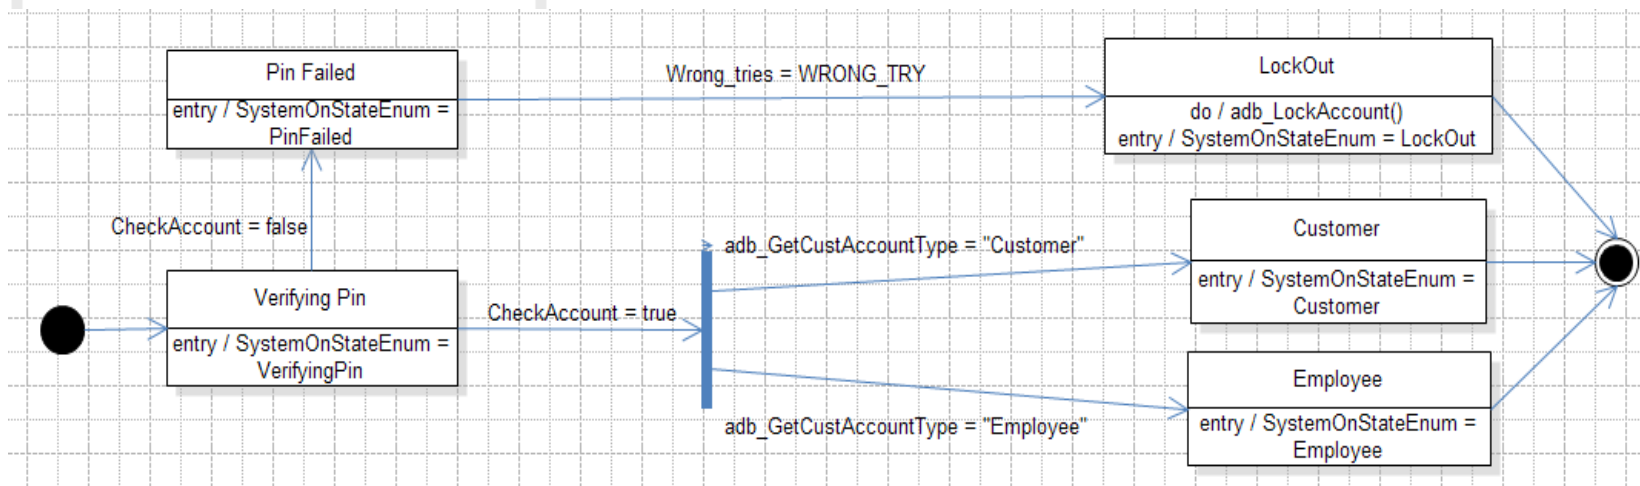 Pin Failed
entry / SystemOnStateEnum =
PinFailed
Wrong_tries = WRONG_TRY
LockOut
do / adb_LockAccount()
entry / SystemOnStateEnum = LockOut
CheckAccount = false
Verifying Pin
entry / SystemOnStateEnum =
VerifyingPin
CheckAccount = true
adb_GetCustAccountType = "Customer"
Customer
entry / SystemOnStateEnum =
Customer
adb_GetCustAccountType = "Employee"
Employee
entry / SystemOnStateEnum =
Employee